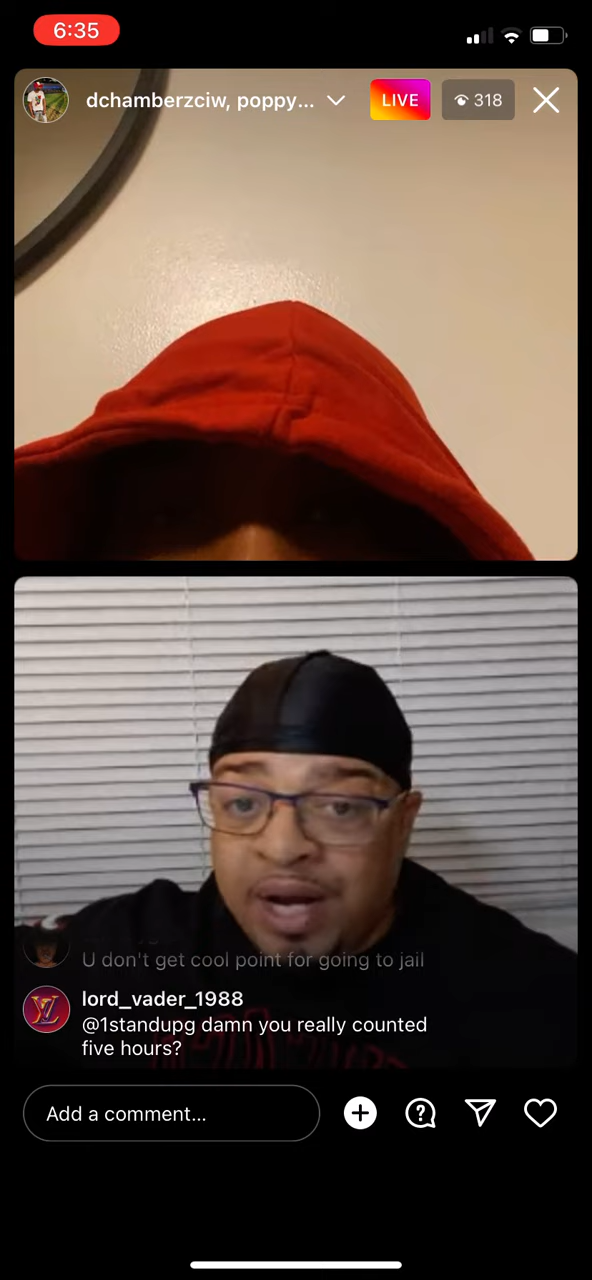 6:35
dchamberzciw, poppy...
LIVE
318
U don't get cool point for going to jail
lord_vader_1988
@1standupg damn you really counted
five hours?
Add a comment...